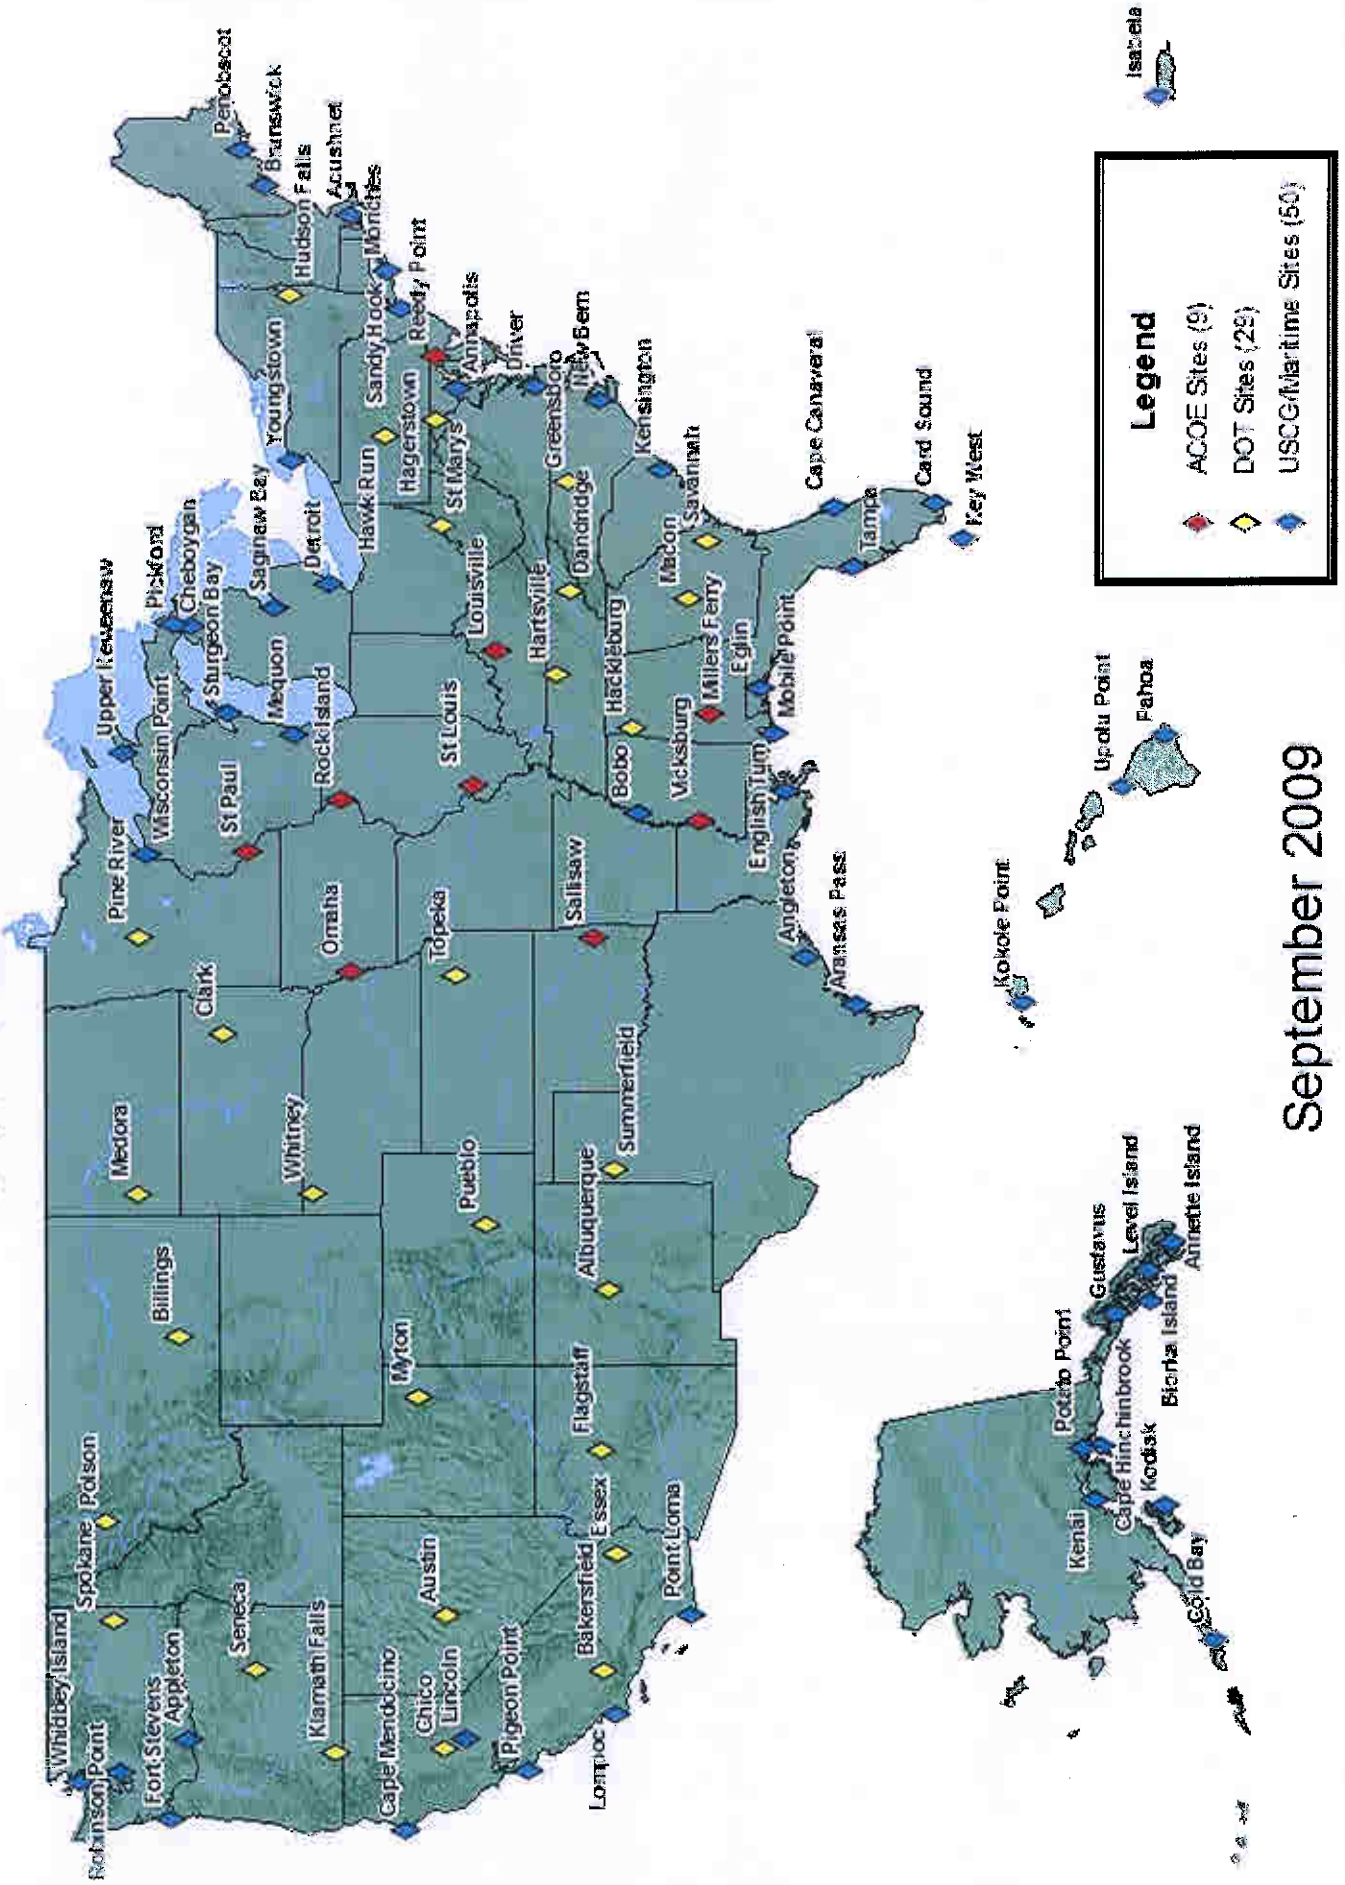 Whidbey Island
Robinson Point
Spokane
Polson
Fort Stevens
Appleton
Seneca
Klamath Falls
Cape Mendocino
Chico
Lincoln
Austin
Pigeon Point
Bakersfield
Essex
Lompoc
Point Loma
Billings
Medora
Clark
Pine River
Whitney
Myton
Pueblo
Flagstaff
Albuquerque
Summerfield
Omaha
Topeka
Sallisaw
Angleton
Aransas Pass
Upper Keweenaw
Wisconsin Point
St Paul
Pickford
Cheboygan
Sturgeon Bay
Mequon
Rock Island
Saginaw Bay
Detroit
St Louis
Louisville
Hartsville
Hackleburg
Bobo
Vicksburg
English Turn
Millers Ferry
Eglin
Mobile Point
Macon
Savannah
Dandridge
Greensboro
Kensington
New Bern
Driver
Annapolis
St Marys
Hagerstown
Hawk Run
Youngstown
Sandy Hook
Reedy Point
Moriches
Acushnet
Hudson Falls
Brunswick
Penobscot
Cape Canaveral
Tampa
Card Sound
Key West
Isabela
Kokole Point
Upolu Point
Pahoa
Cold Bay
Kenai
Kodiak
Cape Hinchinbrook
Potato Point
Gustavus
Biorka Island
Level Island
Annette Island
Legend
ACOE Sites (9)
DOT Sites (29)
USCG/Maritime Sites (50)
September 2009